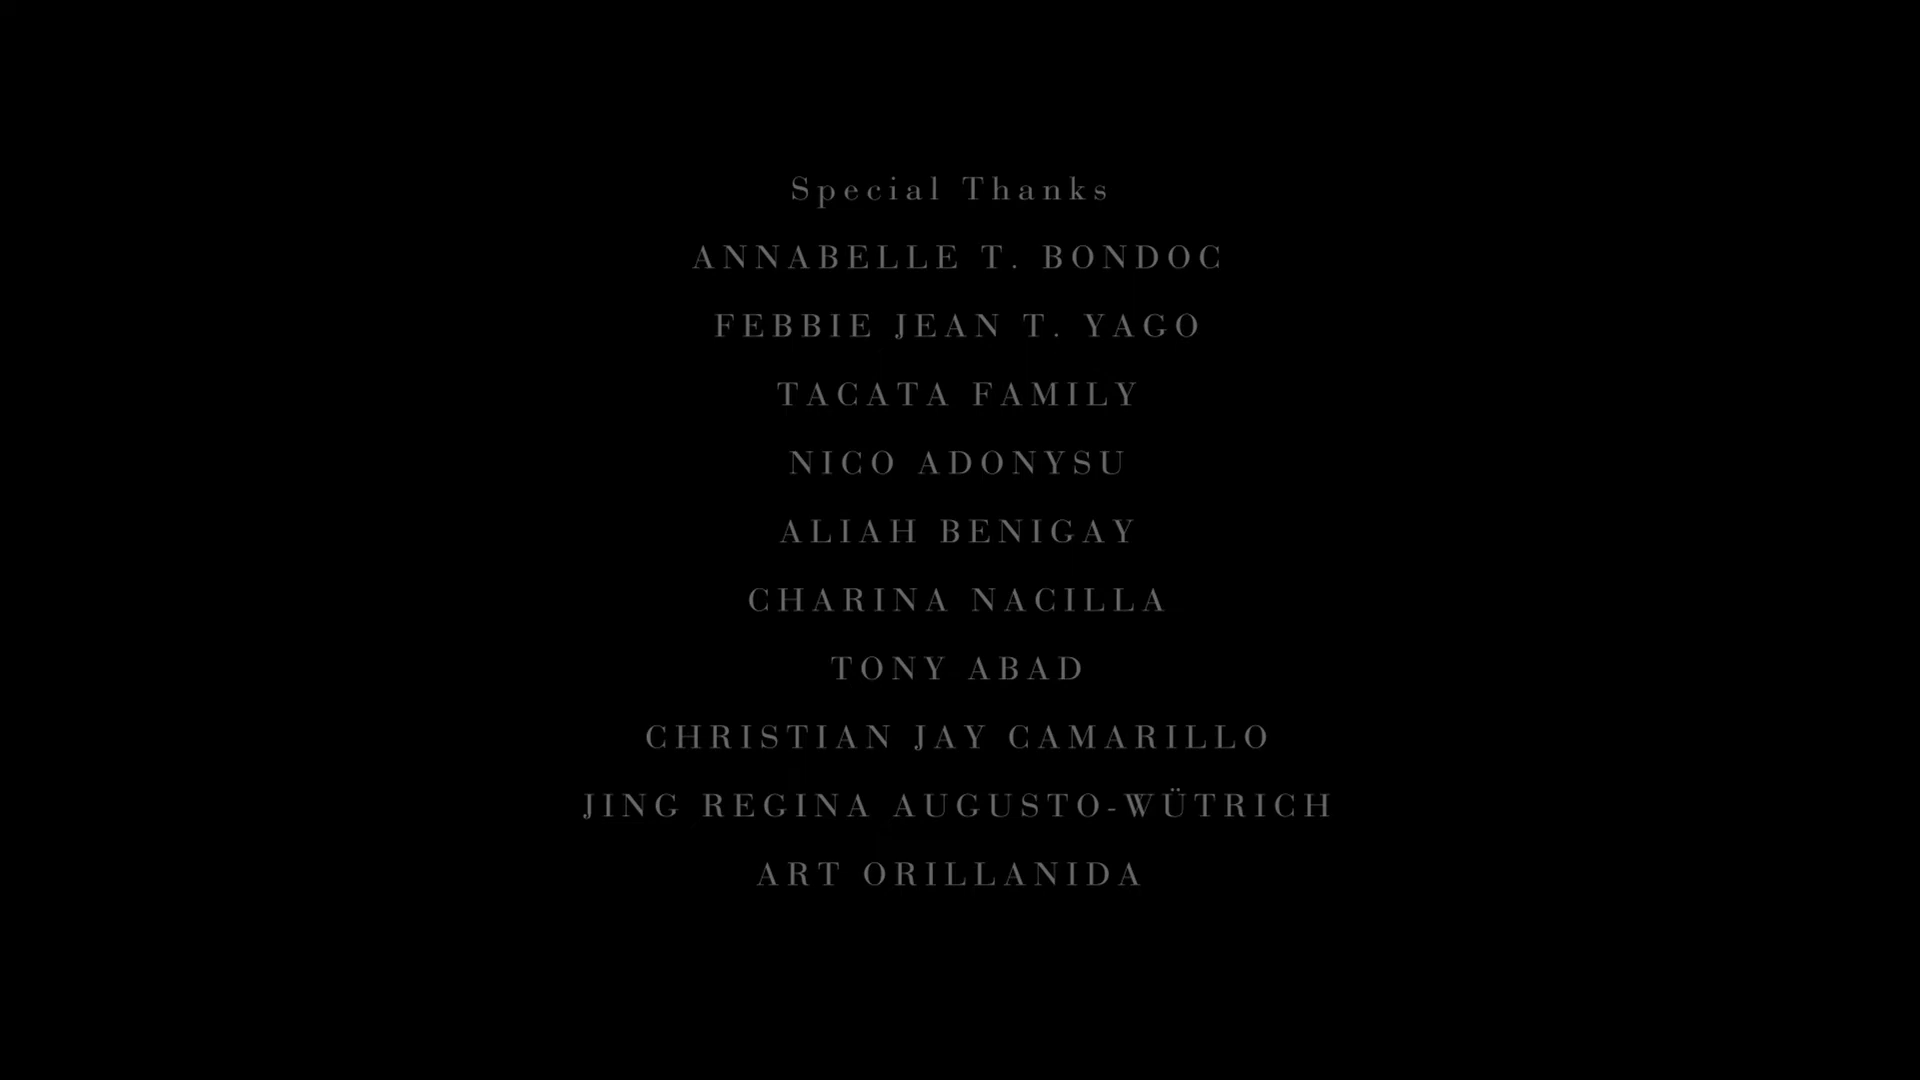 Special Thanks
ANNABELLE T. BONDOC
FEBBIE JEAN T. YAGO
TACATA FAMILY
NICO ADONYSU
ALIAH BENIGAY
CHARINA NACILLA
TONY ABAD
CHRISTIAN JAY CAMARILLO
JING REGINA AUGUSTO-WÜTRICH
ART ORILLANIDA